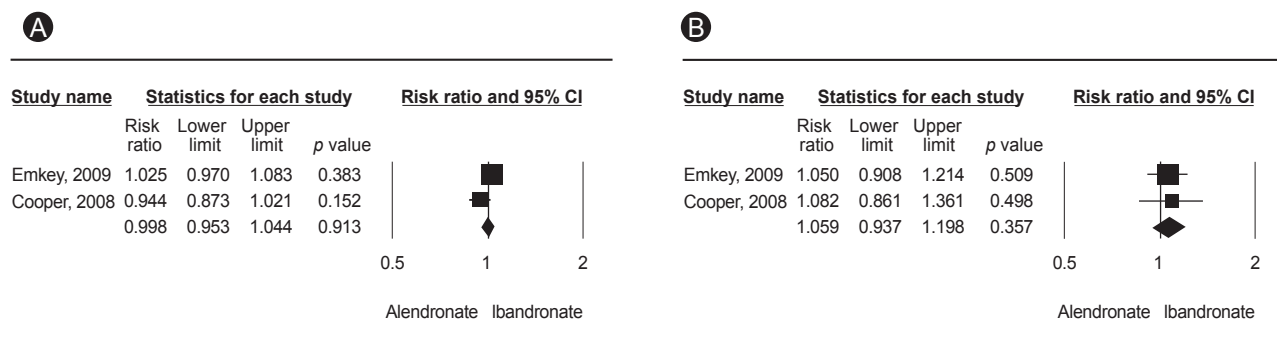 A
Study name Statistics for each study Risk ratio and 95% CI
Risk ratio Lower limit Upper limit p value
Emkey, 2009 1.025 0.970 1.083 0.383
Cooper, 2008 0.944 0.873 1.021 0.152
0.998 0.953 1.044 0.913
0.5 1 2
Alendronate Ibandronate
B
Study name Statistics for each study Risk ratio and 95% CI
Risk ratio Lower limit Upper limit p value
Emkey, 2009 1.050 0.908 1.214 0.509
Cooper, 2008 1.082 0.861 1.361 0.498
1.059 0.937 1.198 0.357
0.5 1 2
Alendronate Ibandronate